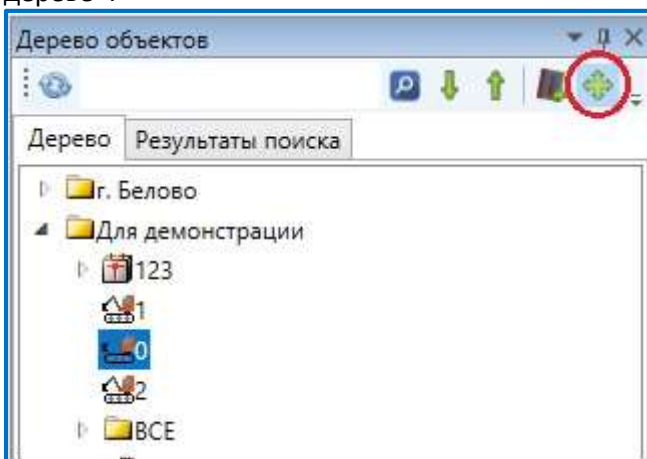 Дерево объектов
Дерево Результаты поиска
г. Белово
Для демонстрации
123
1
0
2
ВСЕ